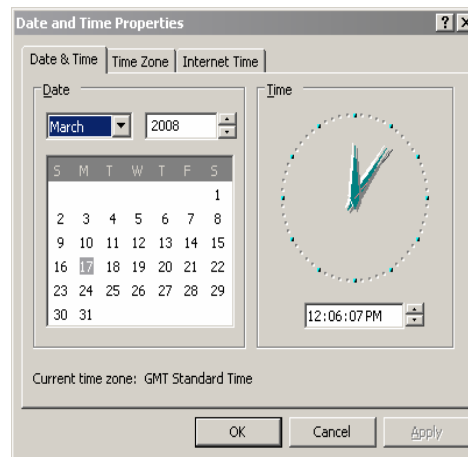 Date and Time Properties
Date & Time Time Zone Internet Time
Date
March 2008
S M T W T F S
1
2 3 4 5 6 7 8
9 10 11 12 13 14 15
16 17 18 19 20 21 22
23 24 25 26 27 28 29
30 31
Time
12:06:07 PM
Current time zone: GMT Standard Time
OK Cancel Apply